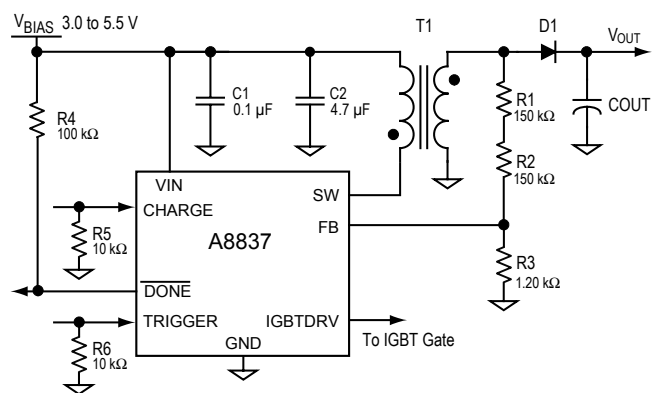 V_BIAS 3.0 to 5.5 V
T1
D1
V_OUT
C1
0.1 µF
C2
4.7 µF
R1
150 kΩ
COUT
R4
100 kΩ
R2
150 kΩ
VIN
SW
CHARGE
FB
R5
10 kΩ
A8837
R3
1.20 kΩ
DONE
TRIGGER
IGBTDRV
To IGBT Gate
R6
10 kΩ
GND